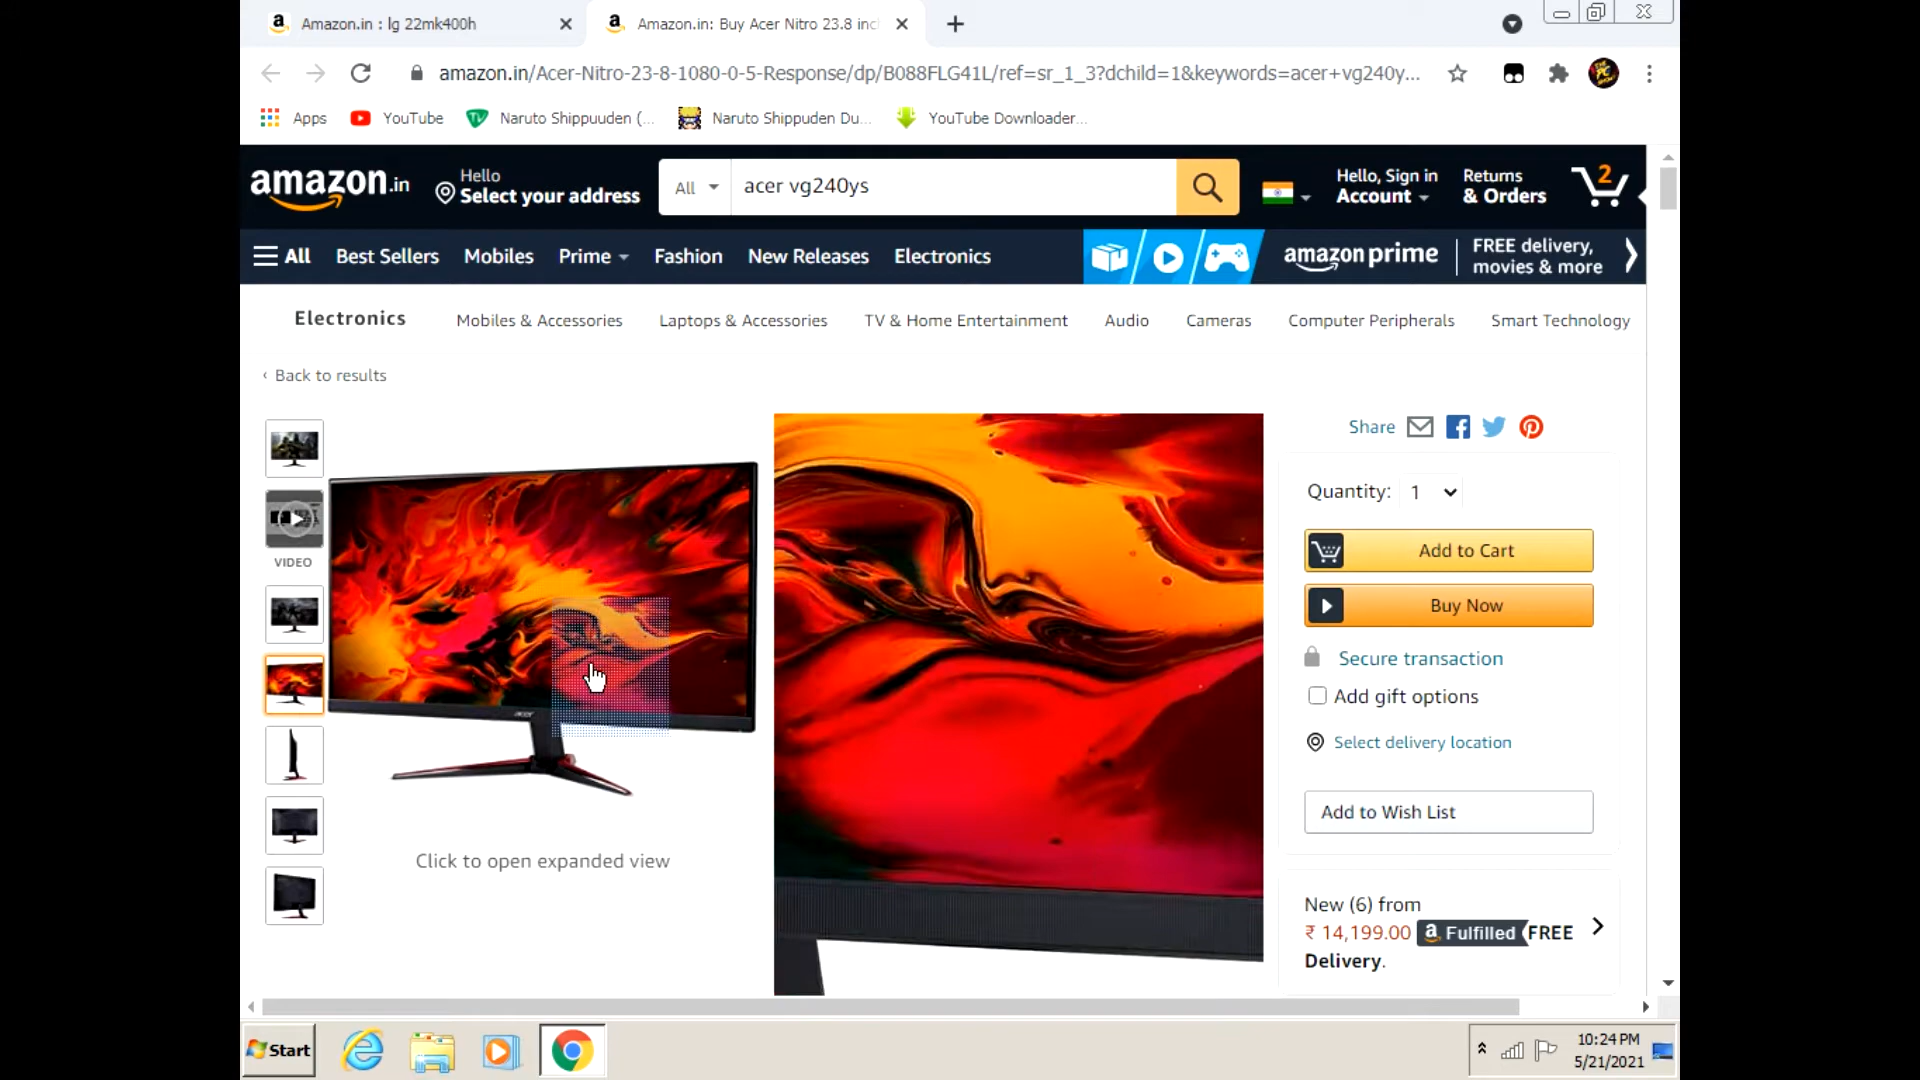 Amazon.in : lg 22mk400h
Amazon.in: Buy Acer Nitro 23.8 inc
amazon.in/Acer-Nitro-23-8-1080-0-5-Response/dp/B088FLG41L/ref=sr_1_3?dchild=1&keywords=acer+vg240y...
Apps
YouTube
Naruto Shippuuden (...
Naruto Shippuden Du...
YouTube Downloader...
amazon.in
Hello
Select your address
All
acer vg240ys
Hello, Sign in
Account
Returns
& Orders
2
All
Best Sellers
Mobiles
Prime
Fashion
New Releases
Electronics
amazon prime
FREE delivery,
movies & more
Electronics
Mobiles & Accessories
Laptops & Accessories
TV & Home Entertainment
Audio
Cameras
Computer Peripherals
Smart Technology
‹ Back to results
VIDEO
acer
Click to open expanded view
Share
Quantity: 1
Add to Cart
Buy Now
Secure transaction
Add gift options
Select delivery location
Add to Wish List
New (6) from
₹ 14,199.00 Fulfilled FREE
Delivery.
Start
10:24 PM
5/21/2021